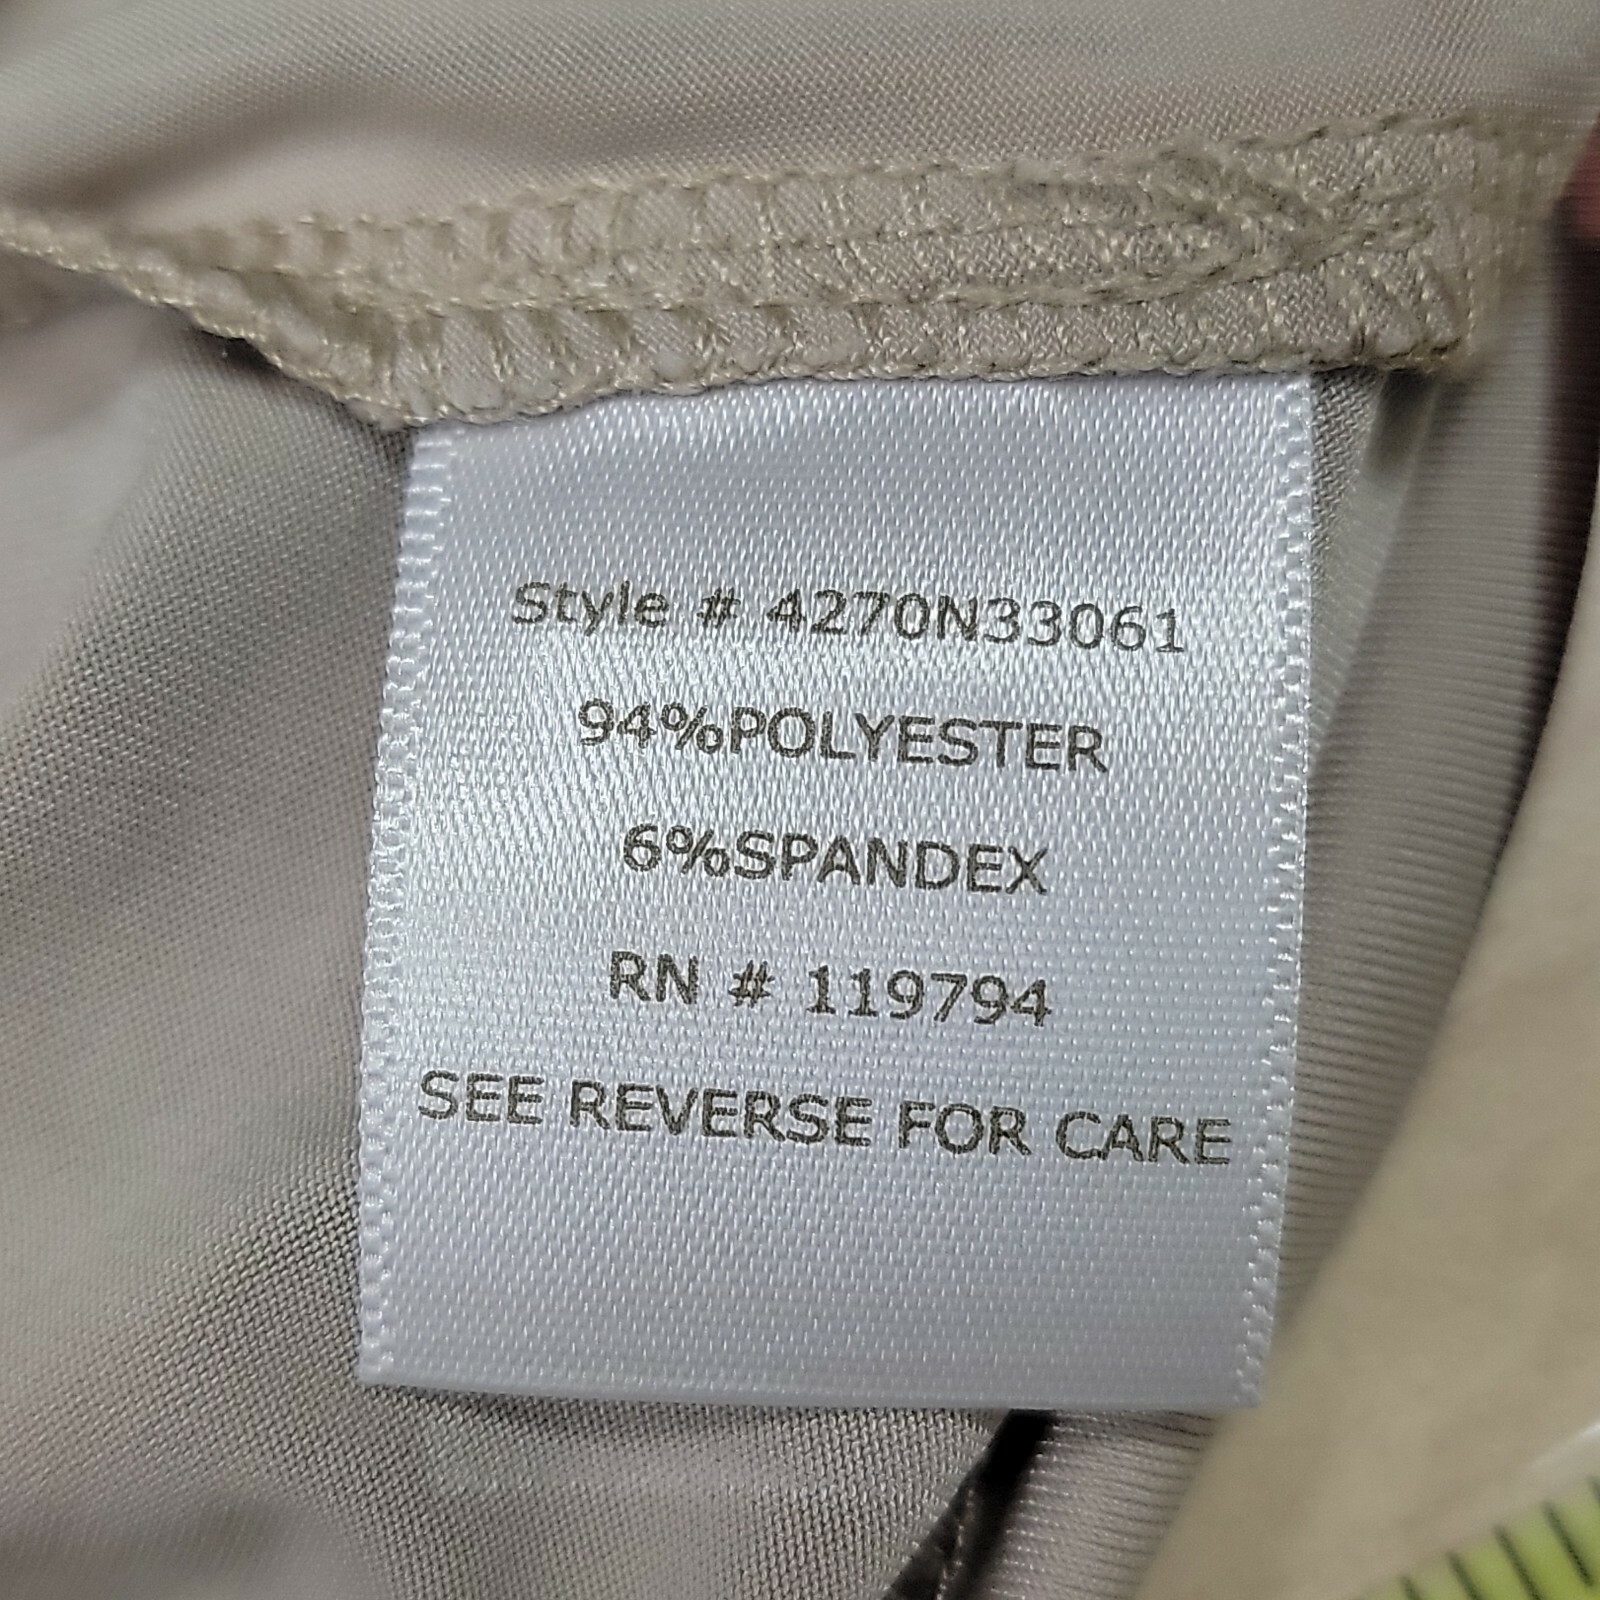 Style # 4270N33061
94%POLYESTER
6%SPANDEX
RN # 119794
SEE REVERSE FOR CARE